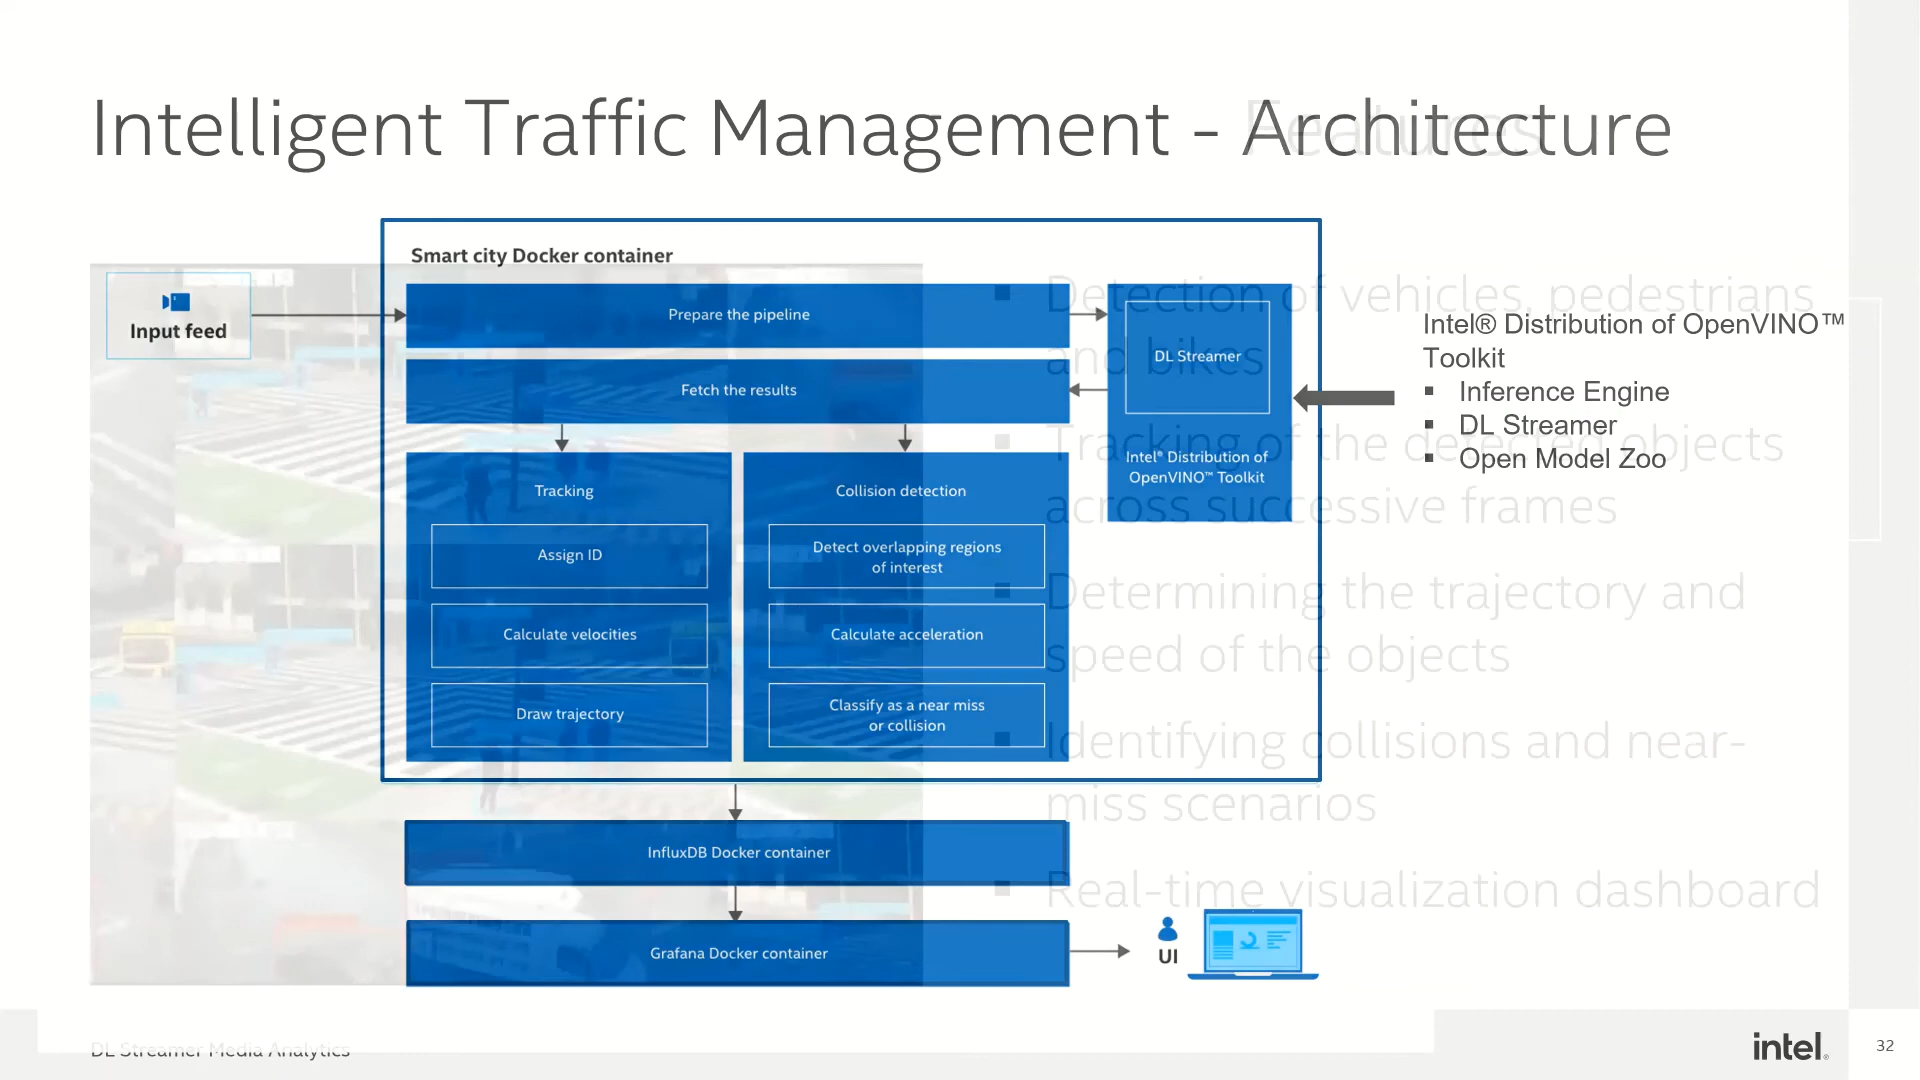 Intelligent Traffic Management - Architecture
Features
Smart city Docker container
Input feed
Prepare the pipeline
Fetch the results
DL Streamer
Intel® Distribution of
OpenVINO™ Toolkit
Tracking
Assign ID
Calculate velocities
Draw trajectory
Collision detection
Detect overlapping regions
of interest
Calculate acceleration
Classify as a near miss
or collision
InfluxDB Docker container
Grafana Docker container
UI
Intel® Distribution of OpenVINO™
Toolkit
▪ Inference Engine
▪ DL Streamer
▪ Open Model Zoo
▪ Detection of vehicles, pedestrians
and bikes
▪ Tracking of the detected objects
across successive frames
▪ Determining the trajectory and
speed of the objects
▪ Identifying collisions and near-
miss scenarios
▪ Real-time visualization dashboard
DL Streamer Media Analytics
intel.
32